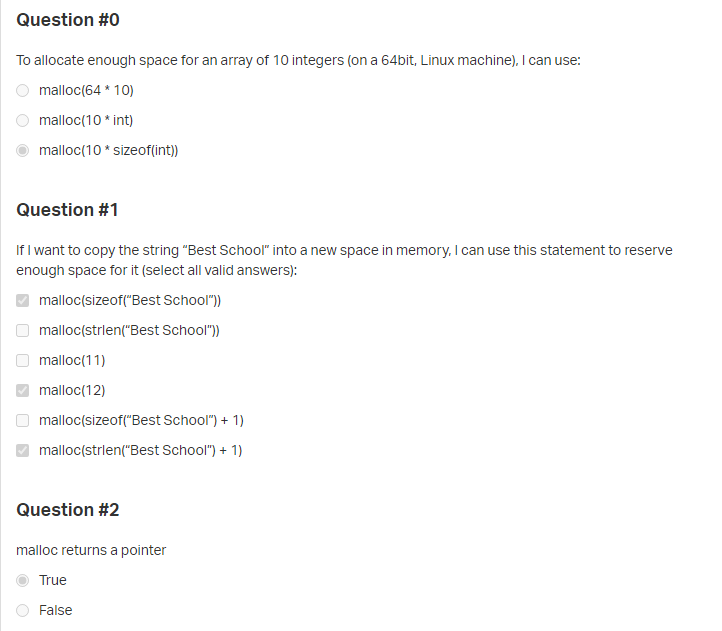 Question #0
To allocate enough space for an array of 10 integers (on a 64bit, Linux machine), I can use:
malloc(64 * 10)
malloc(10 * int)
malloc(10 * sizeof(int))
Question #1
If I want to copy the string “Best School” into a new space in memory, I can use this statement to reserve
enough space for it (select all valid answers):
malloc(sizeof(“Best School”))
malloc(strlen(“Best School”))
malloc(11)
malloc(12)
malloc(sizeof(“Best School”) + 1)
malloc(strlen(“Best School”) + 1)
Question #2
malloc returns a pointer
True
False